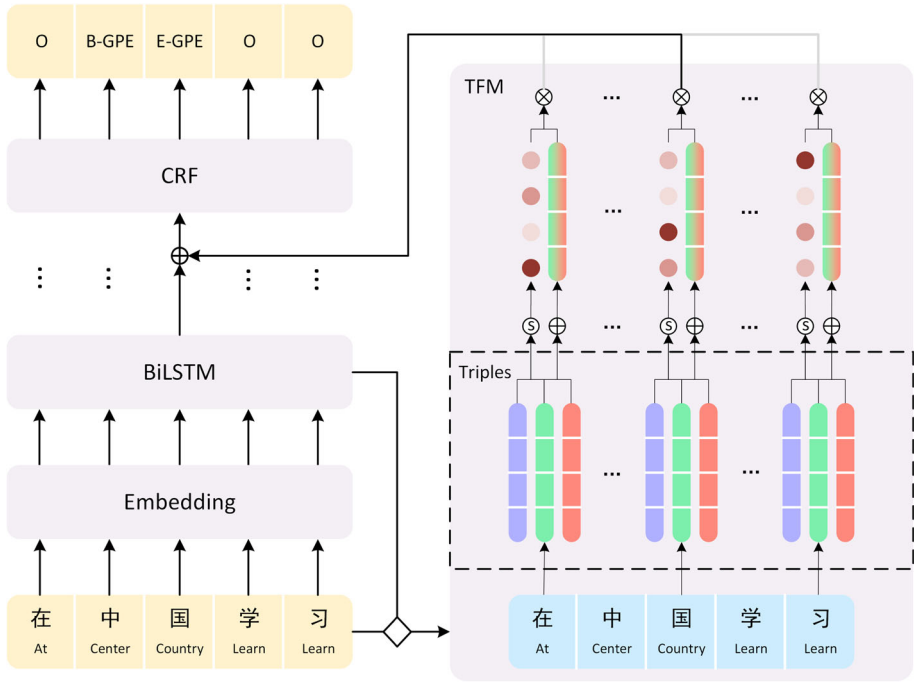 O B-GPE E-GPE O O
CRF
BiLSTM
Embedding
在 中 国 学 习
At Center Country Learn Learn
TFM
... ...
... ...
S ... S ... S
Triples
... ...
在 中 国 学 习
At Center Country Learn Learn